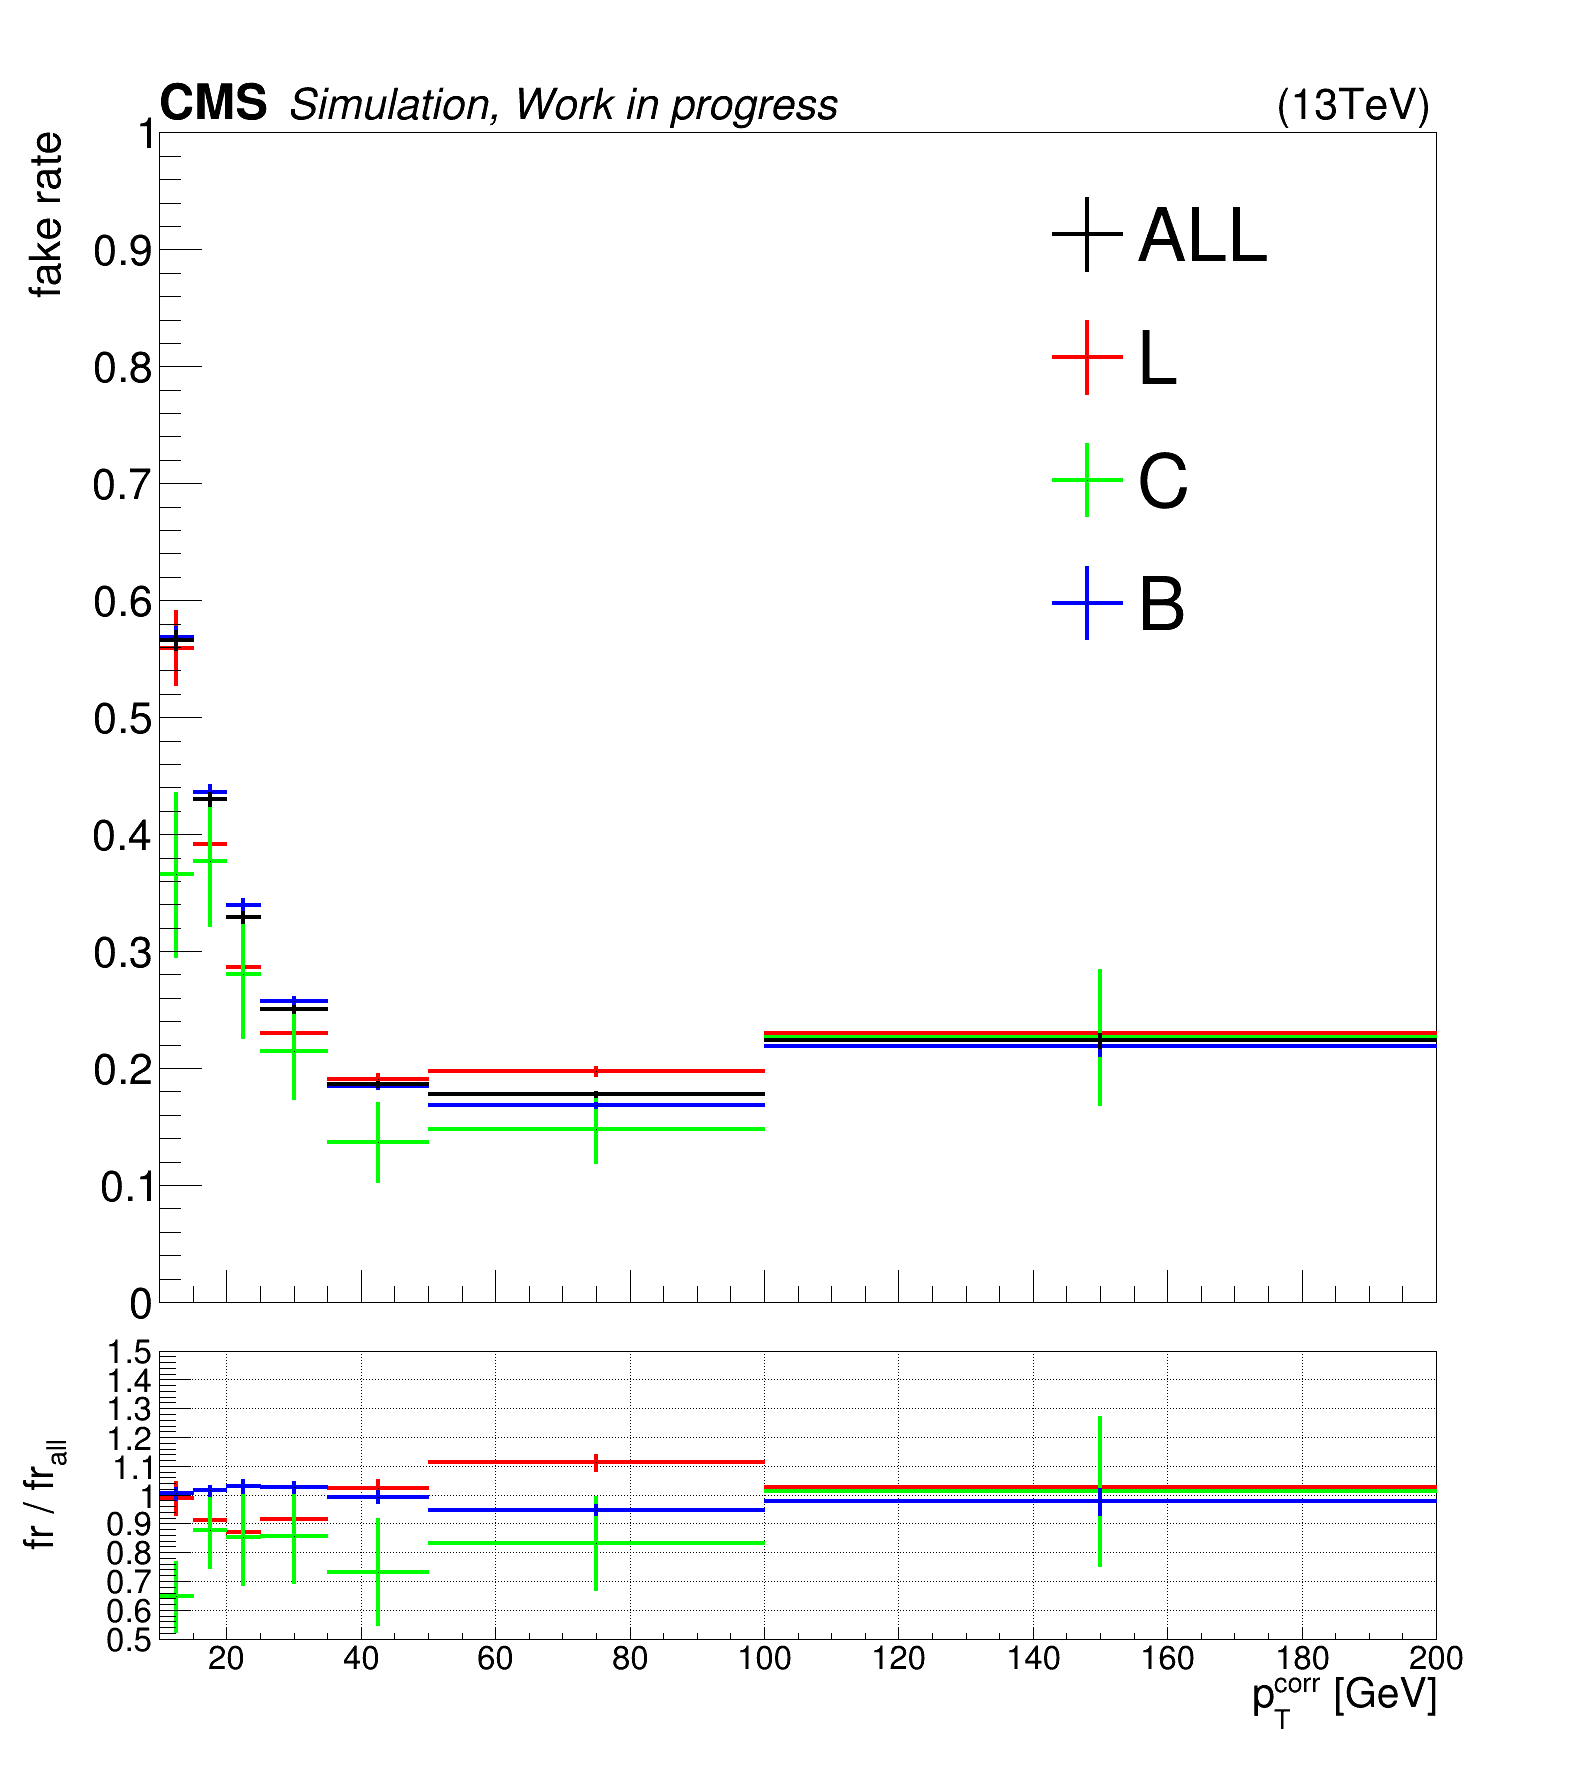 CMS Simulation, Work in progress (13TeV)
fake rate
1
0.9
0.8
0.7
0.6
0.5
0.4
0.3
0.2
0.1
0
ALL
L
C
B
fr / fr_all
1.5
1.4
1.3
1.2
1.1
1
0.9
0.8
0.7
0.6
0.5
20 40 60 80 100 120 140 160 180 200
p_T^corr [GeV]